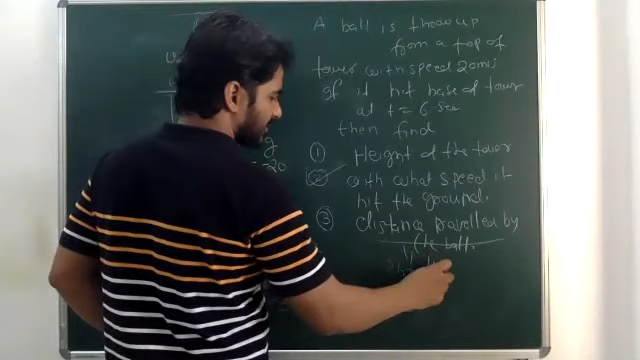 A ball is throw up
from a top of
tower with speed 20m/s
if it hit base of tower
at t = 6 sec
then find
① Height of the tower
② with what speed it
hit the ground.
③ distance travelled by
the ball.
g
-20